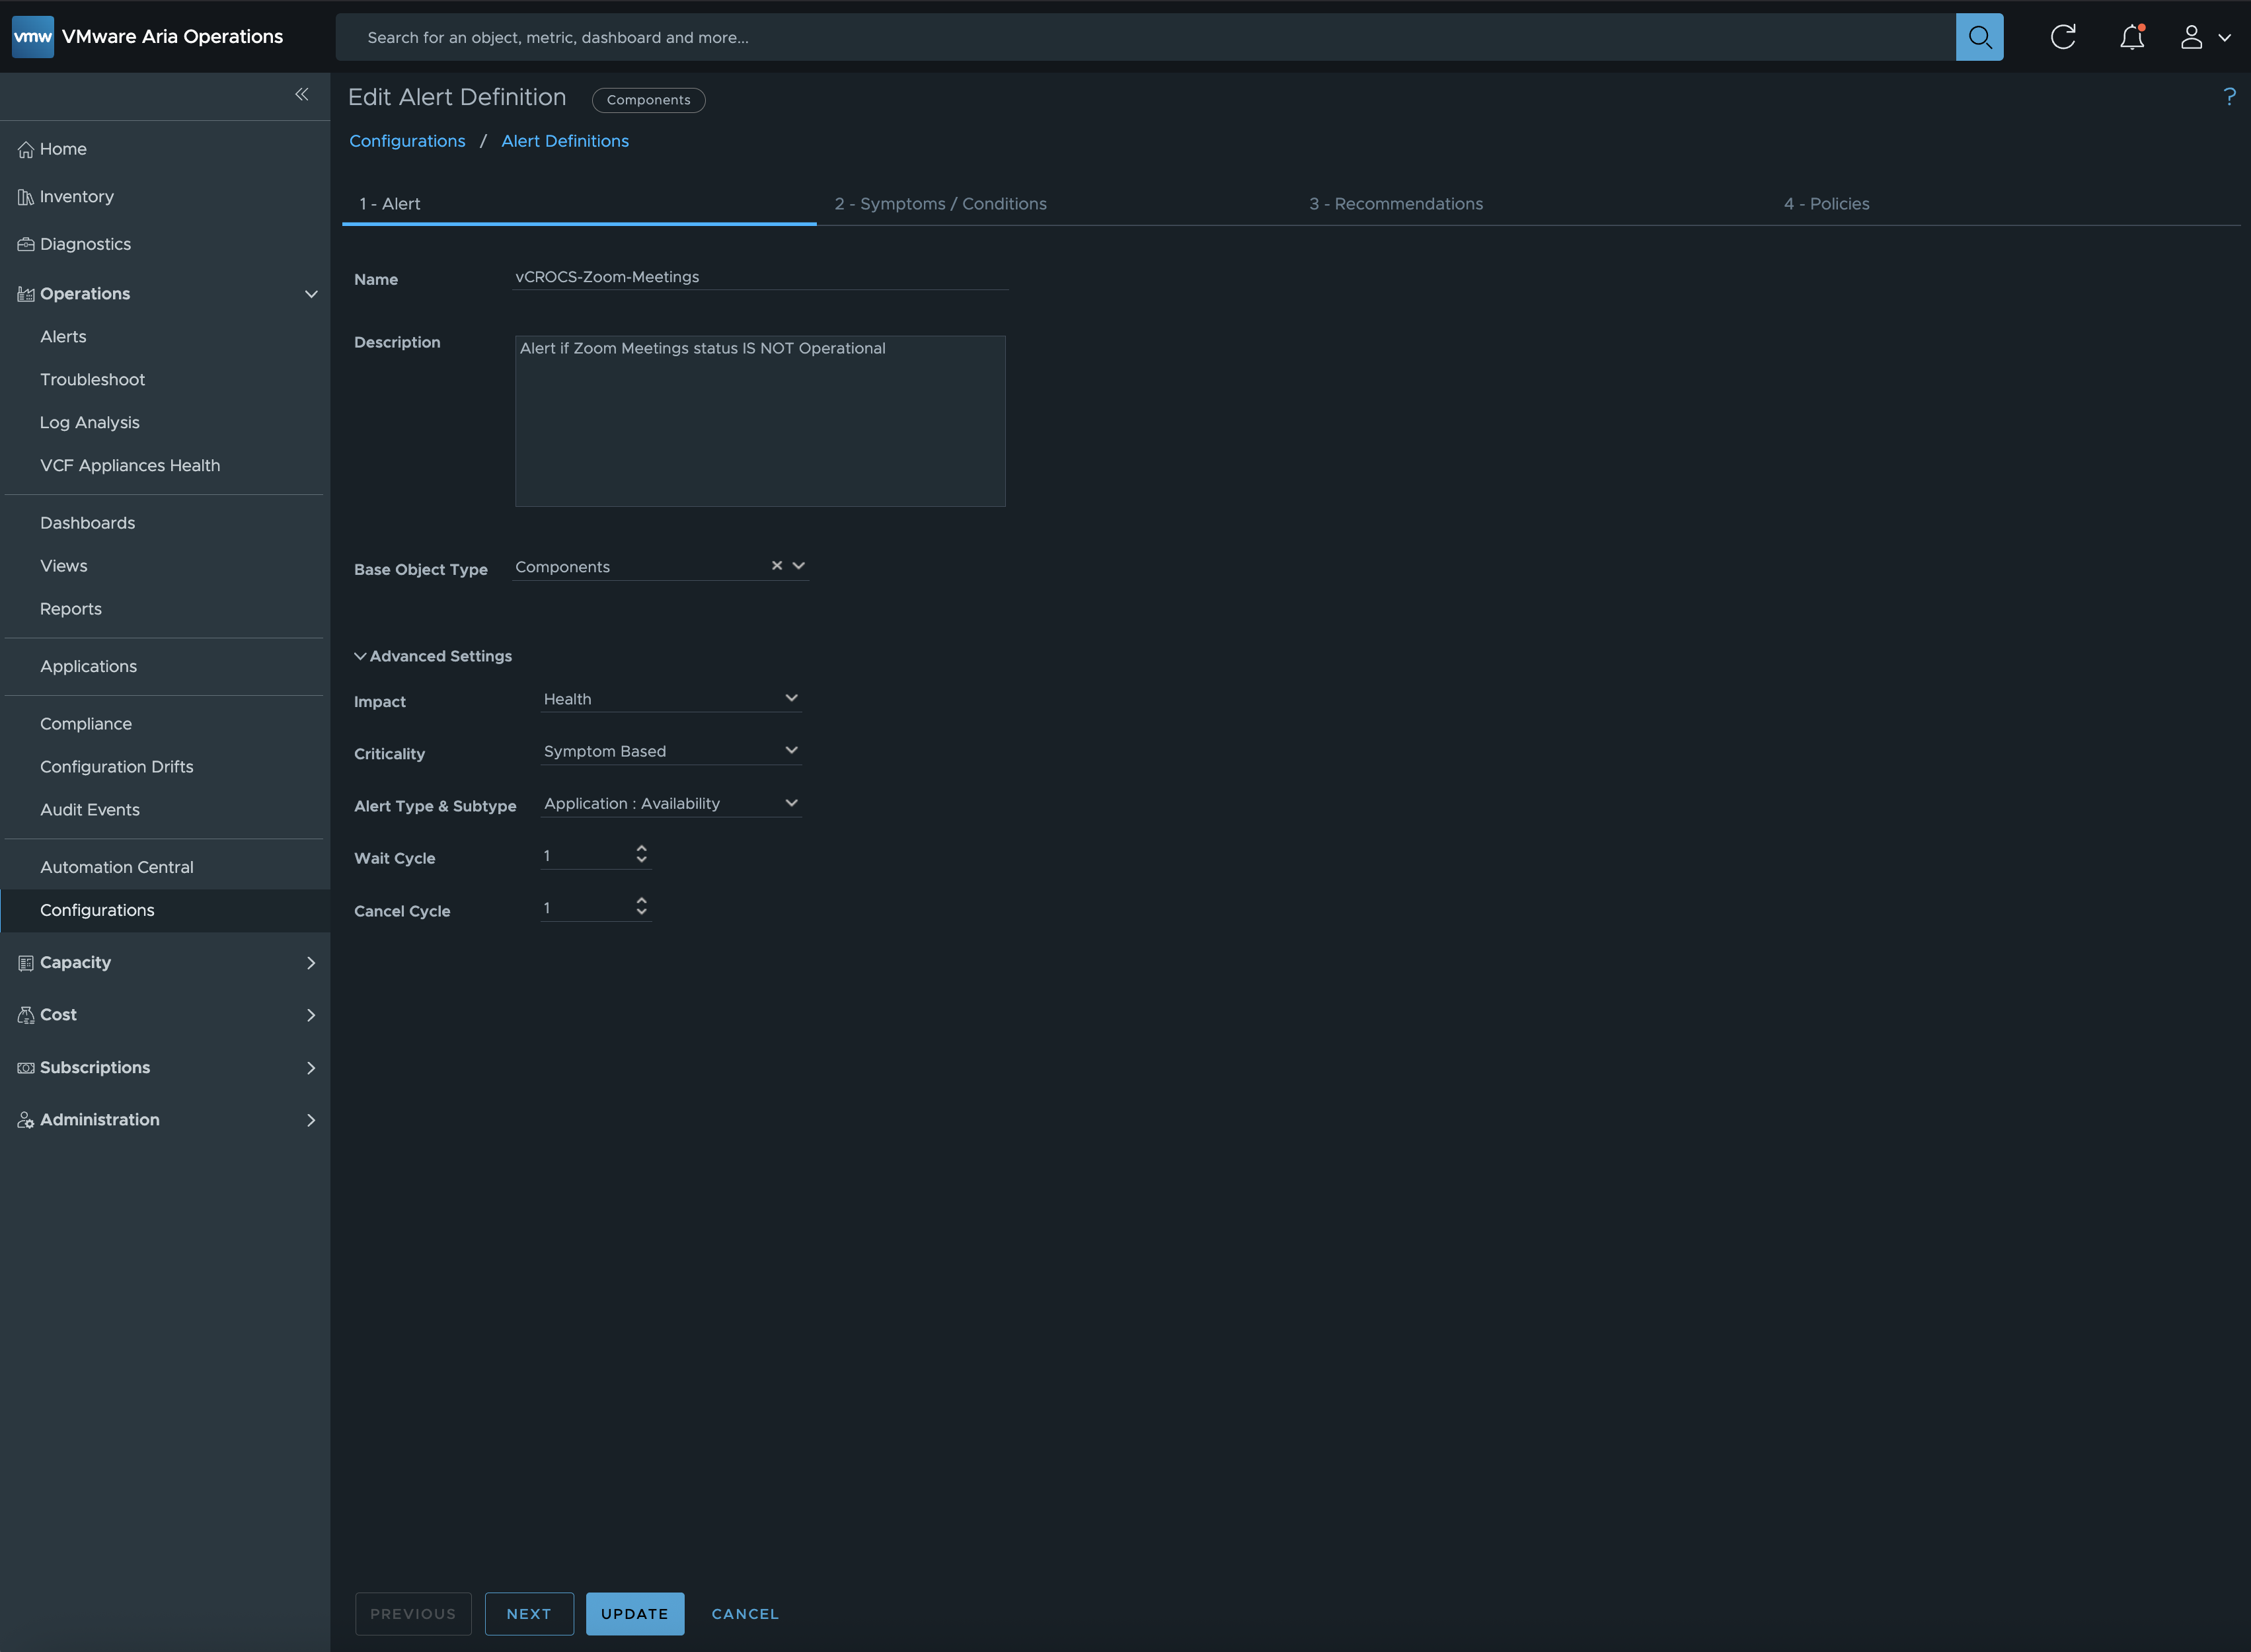 vmw VMware Aria Operations
Search for an object, metric, dashboard and more...
Edit Alert Definition Components
?
Configurations / Alert Definitions
Home
Inventory
Diagnostics
Operations
Alerts
Troubleshoot
Log Analysis
VCF Appliances Health
Dashboards
Views
Reports
Applications
Compliance
Configuration Drifts
Audit Events
Automation Central
Configurations
Capacity
Cost
Subscriptions
Administration
1 - Alert
2 - Symptoms / Conditions
3 - Recommendations
4 - Policies
Name vCROCS-Zoom-Meetings
Description Alert if Zoom Meetings status IS NOT Operational
Base Object Type Components
Advanced Settings
Impact Health
Criticality Symptom Based
Alert Type & Subtype Application : Availability
Wait Cycle 1
Cancel Cycle 1
PREVIOUS NEXT UPDATE CANCEL